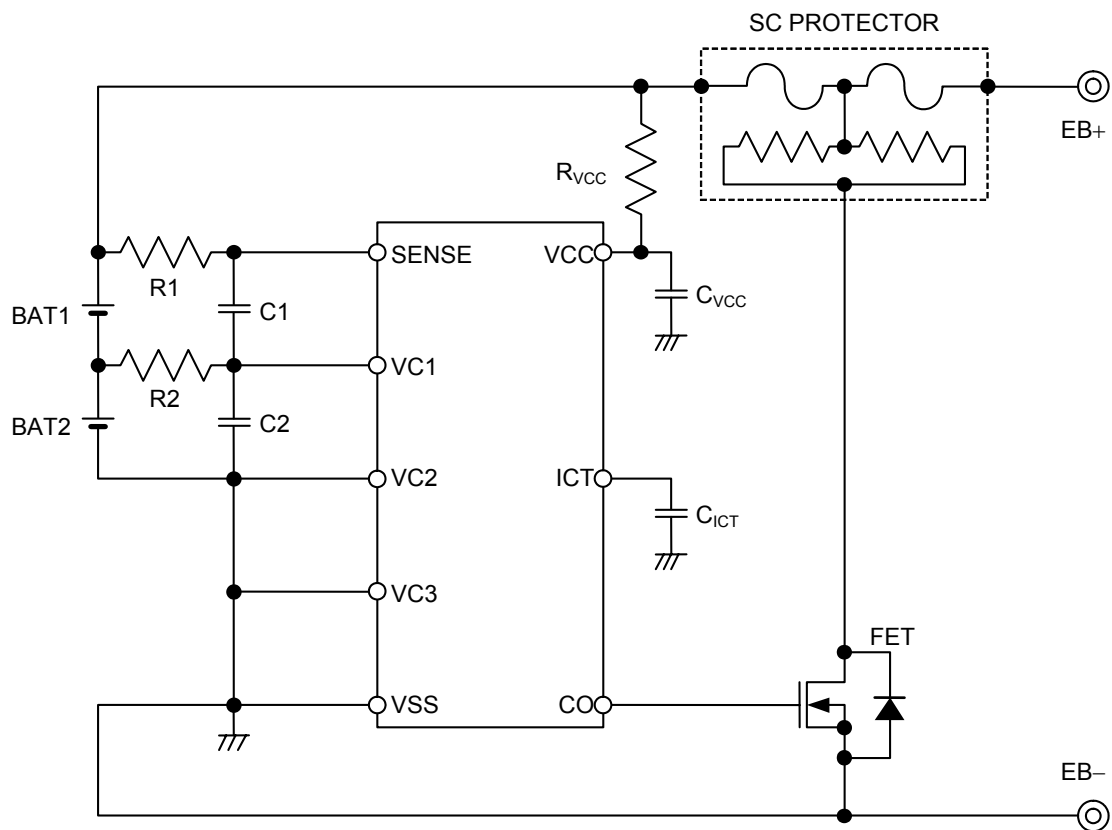 SC PROTECTOR
EB+
RVCC
SENSE
VCC
R1
BAT1
C1
CVCC
VC1
R2
BAT2
C2
VC2
ICT
CICT
VC3
FET
VSS
CO
EB−